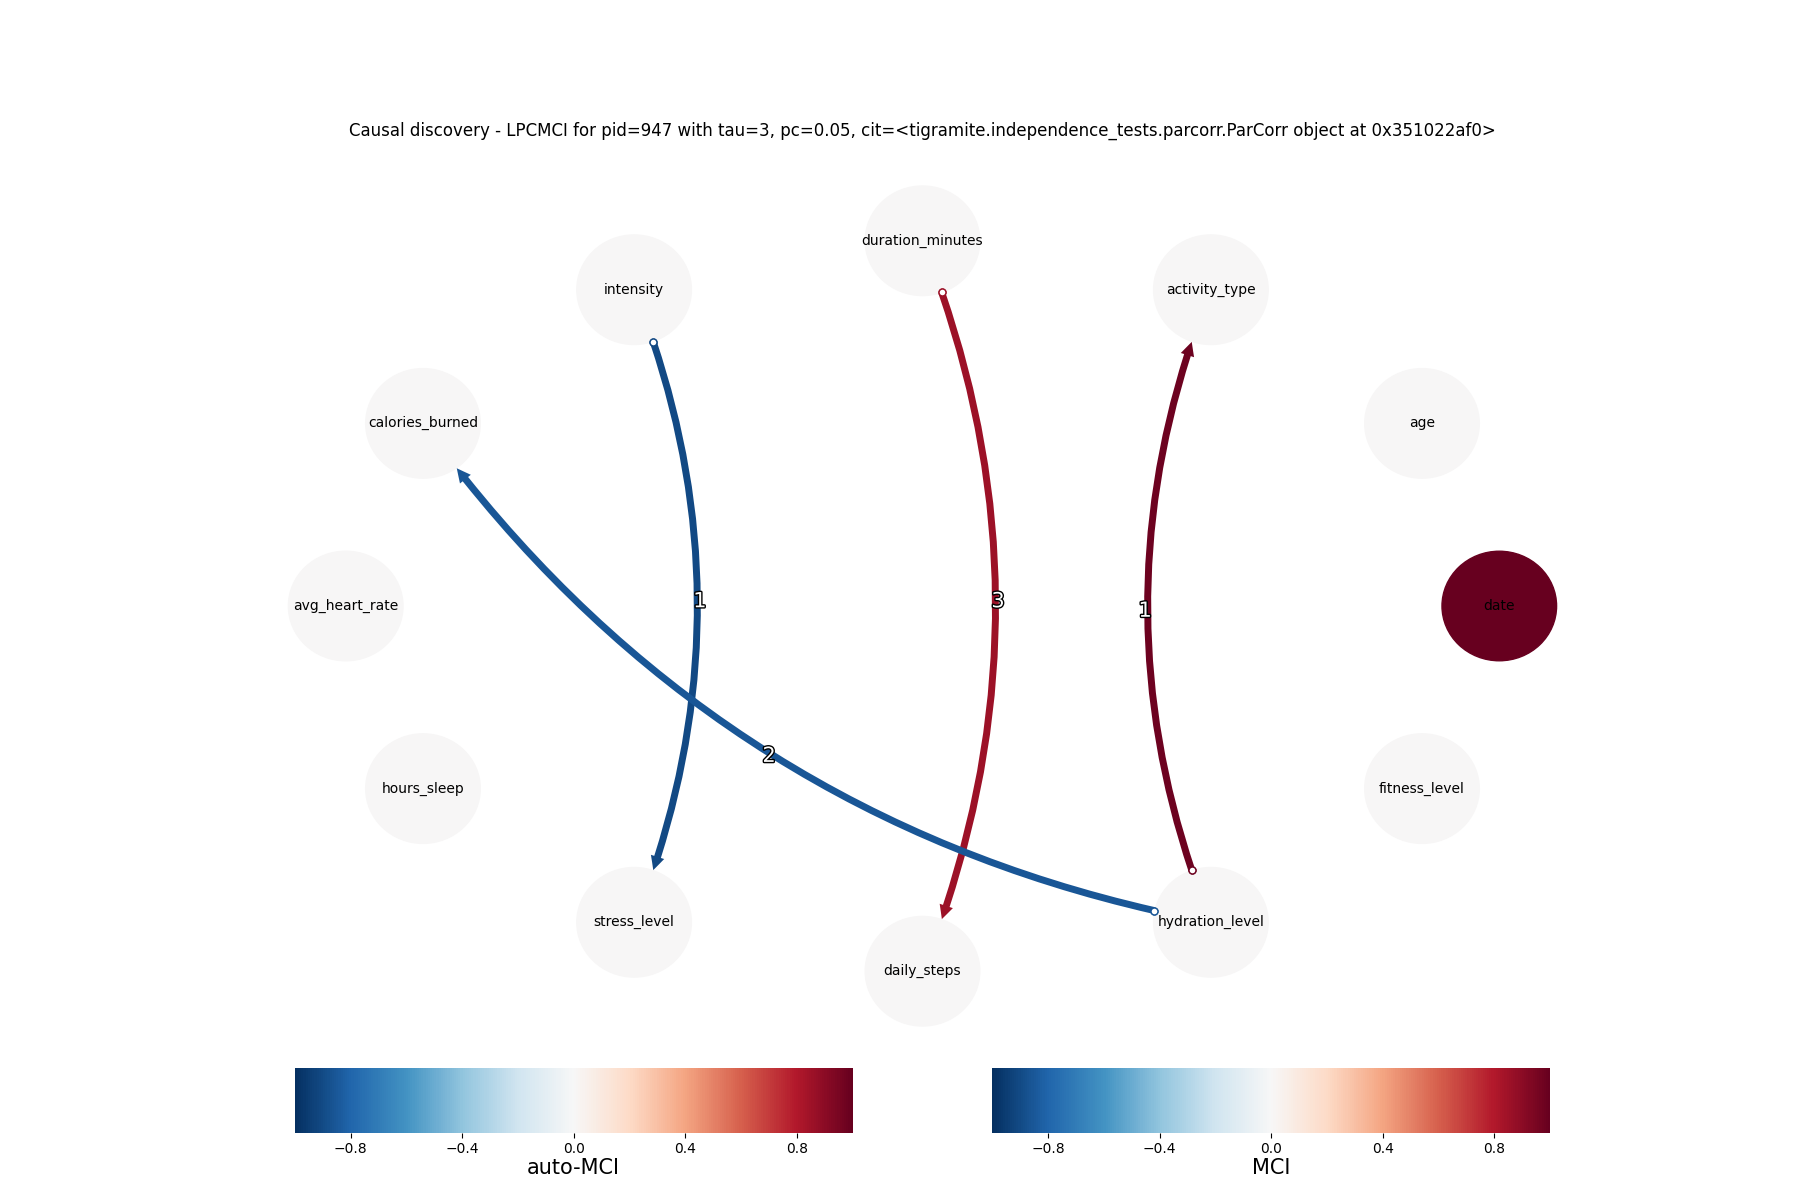 Causal discovery - LPCMCI for pid=947 with tau=3, pc=0.05, cit=<tigramite.independence_tests.parcorr.ParCorr object at 0x351022af0>
duration_minutes
intensity
activity_type
calories_burned
age
1
3
1
avg_heart_rate
date
2
hours_sleep
fitness_level
stress_level
hydration_level
daily_steps
−0.8 −0.4 0.0 0.4 0.8
auto-MCI
−0.8 −0.4 0.0 0.4 0.8
MCI